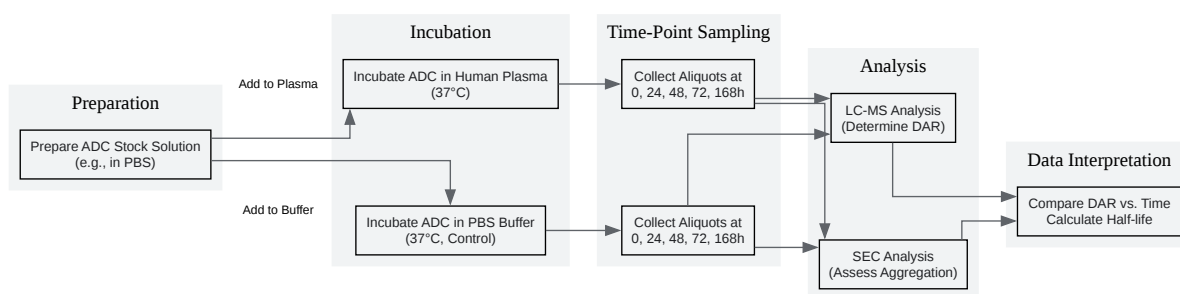 Preparation
Prepare ADC Stock Solution
(e.g., in PBS)
Add to Plasma
Add to Buffer
Incubation
Incubate ADC in Human Plasma
(37°C)
Incubate ADC in PBS Buffer
(37°C, Control)
Time-Point Sampling
Collect Aliquots at
0, 24, 48, 72, 168h
Collect Aliquots at
0, 24, 48, 72, 168h
Analysis
LC-MS Analysis
(Determine DAR)
SEC Analysis
(Assess Aggregation)
Data Interpretation
Compare DAR vs. Time
Calculate Half-life